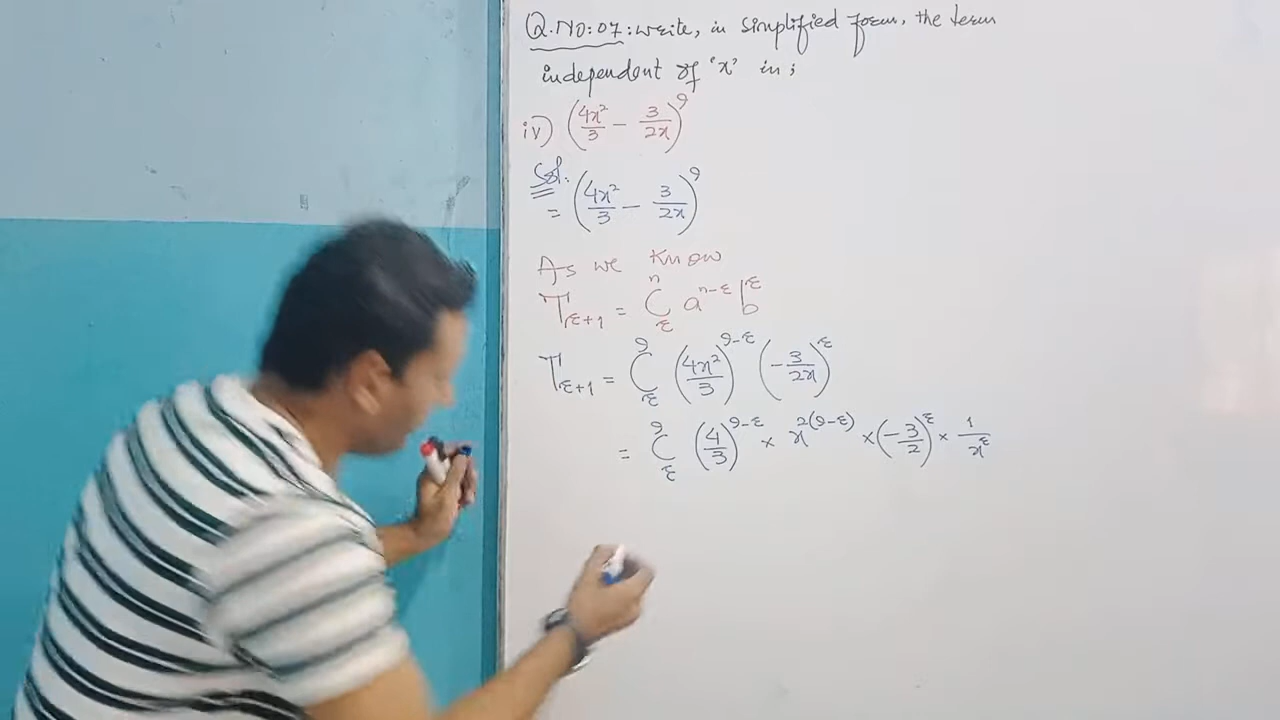 Q.No:07: write, in simplified form, the term
independent of 'x' in;
iv) (4x²/3 − 3/2x)⁹
Sol:
= (4x²/3 − 3/2x)⁹
As we know
T_{r+1} = ⁿC_r a^{n−r} b^r
T_{r+1} = ⁹C_r (4x²/3)^{9−r} (−3/2x)^r
= ⁹C_r (4/3)^{9−r} × x^{2(9−r)} × (−3/2)^r × 1/x^r